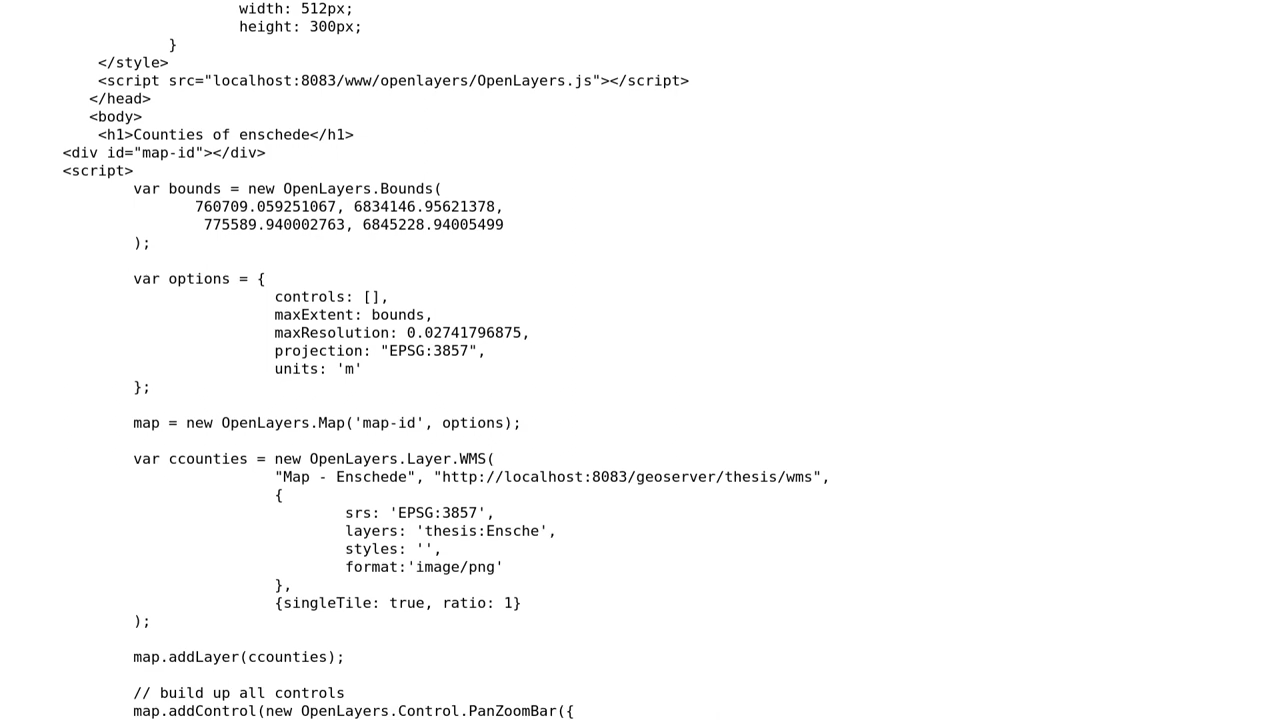 width: 512px;
height: 300px;
}
</style>
<script src="localhost:8083/www/openlayers/OpenLayers.js"></script>
</head>
<body>
<h1>Counties of enschede</h1>
<div id="map-id"></div>
<script>
var bounds = new OpenLayers.Bounds(
760709.059251067, 6834146.95621378,
775589.940002763, 6845228.94005499
);
var options = {
controls: [],
maxExtent: bounds,
maxResolution: 0.02741796875,
projection: "EPSG:3857",
units: 'm'
};
map = new OpenLayers.Map('map-id', options);
var ccounties = new OpenLayers.Layer.WMS(
"Map - Enschede", "http://localhost:8083/geoserver/thesis/wms",
{
srs: 'EPSG:3857',
layers: 'thesis:Ensche',
styles: '',
format:'image/png'
},
{singleTile: true, ratio: 1}
);
map.addLayer(ccounties);
// build up all controls
map.addControl(new OpenLayers.Control.PanZoomBar({